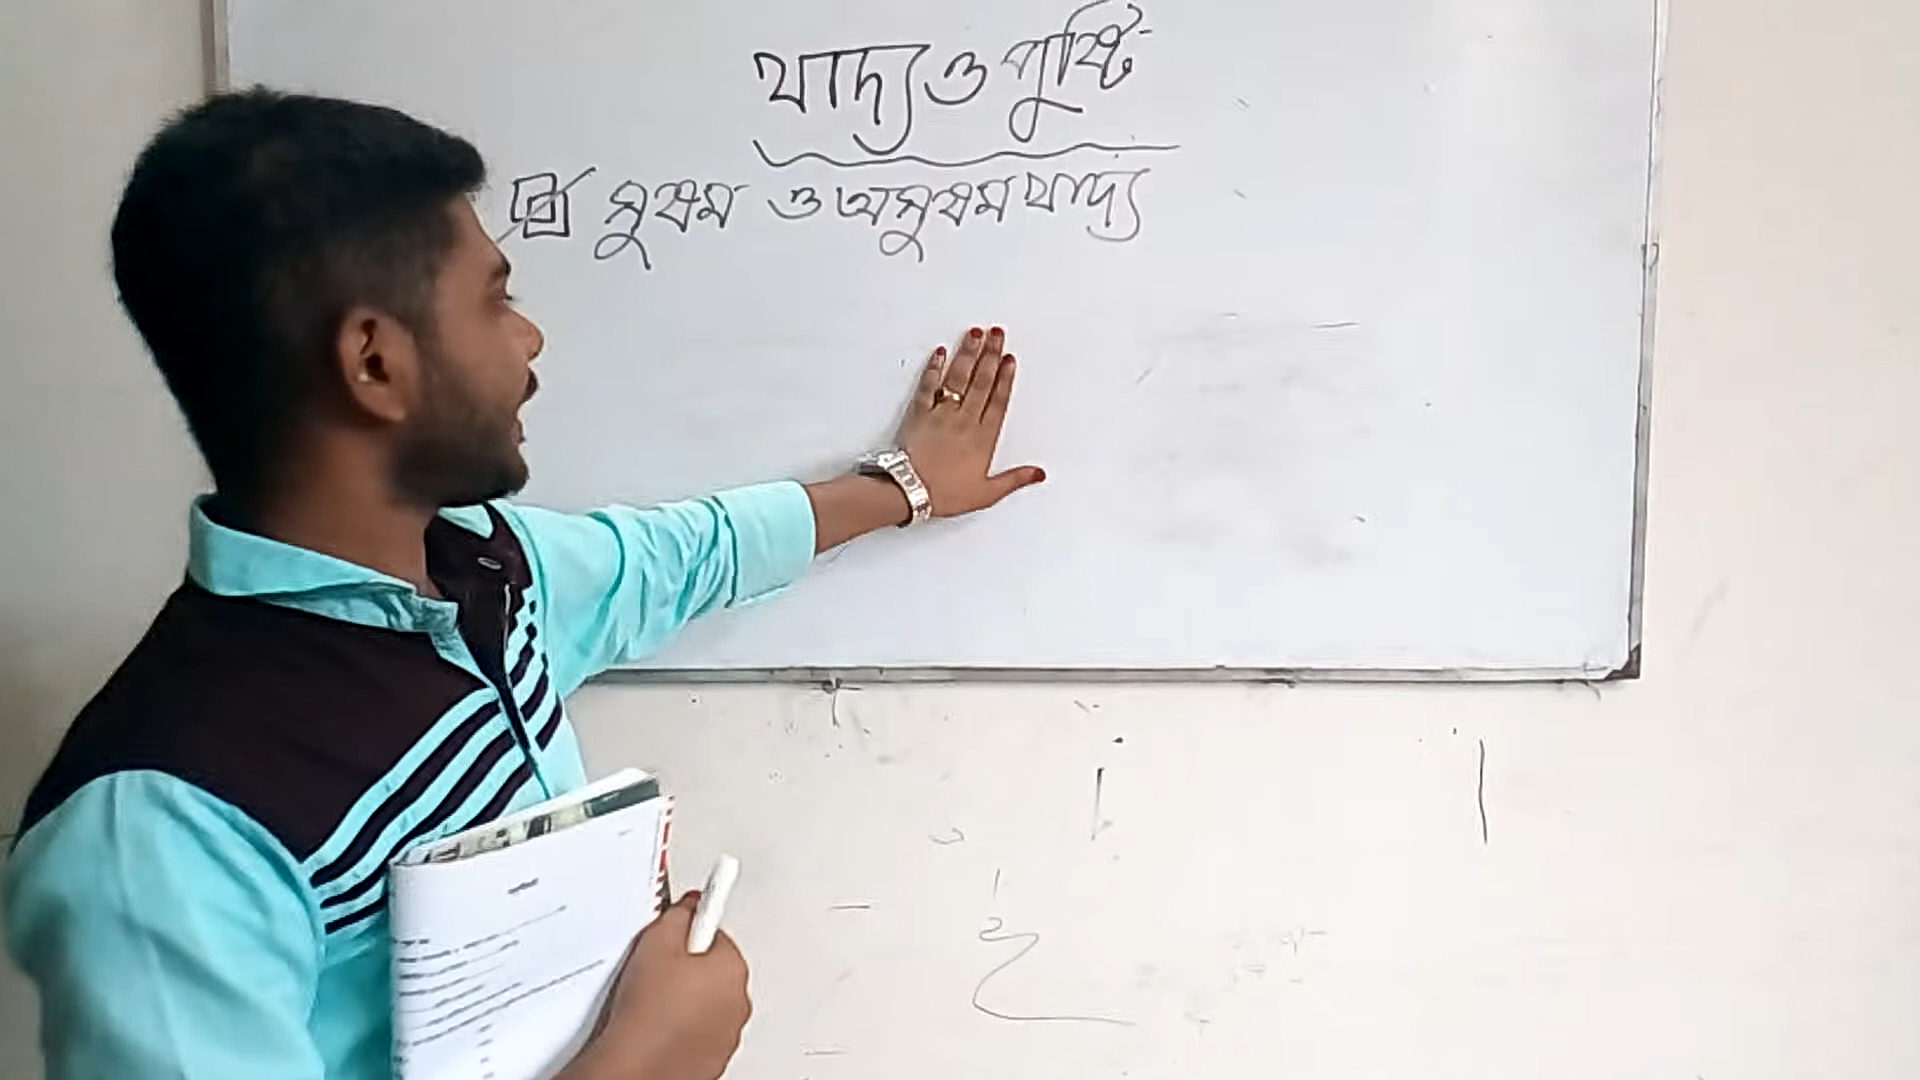 খাদ্য ও পুষ্টি
সুষম ও অসুষম খাদ্য